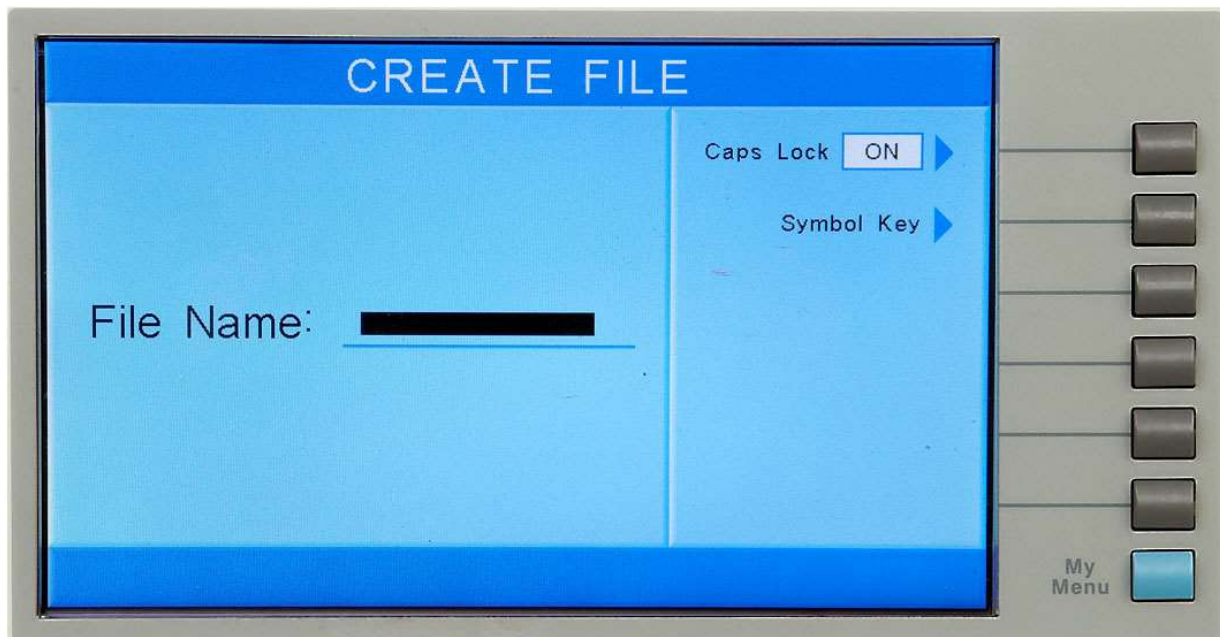 CREATE FILE
Caps Lock ON
Symbol Key
File Name:
My
Menu